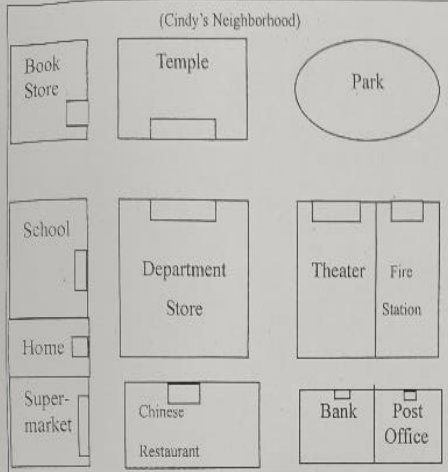 (Cindy's Neighborhood)
Book
Store
Temple
Park
School
Department
Store
Theater
Fire
Station
Home
Super-
market
Chinese
Restaurant
Bank
Post
Office